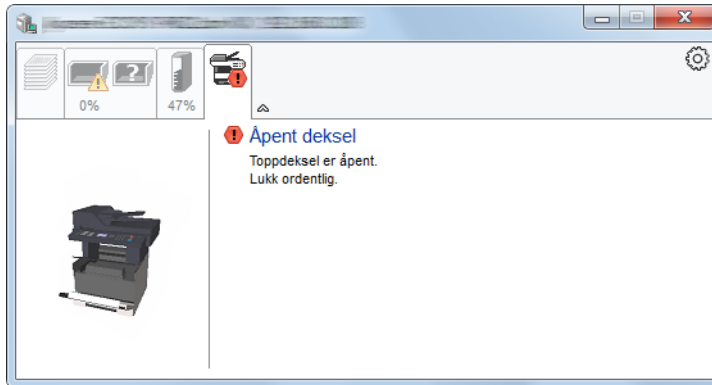 0%
47%
Åpent deksel
Toppdeksel er åpent.
Lukk ordentlig.